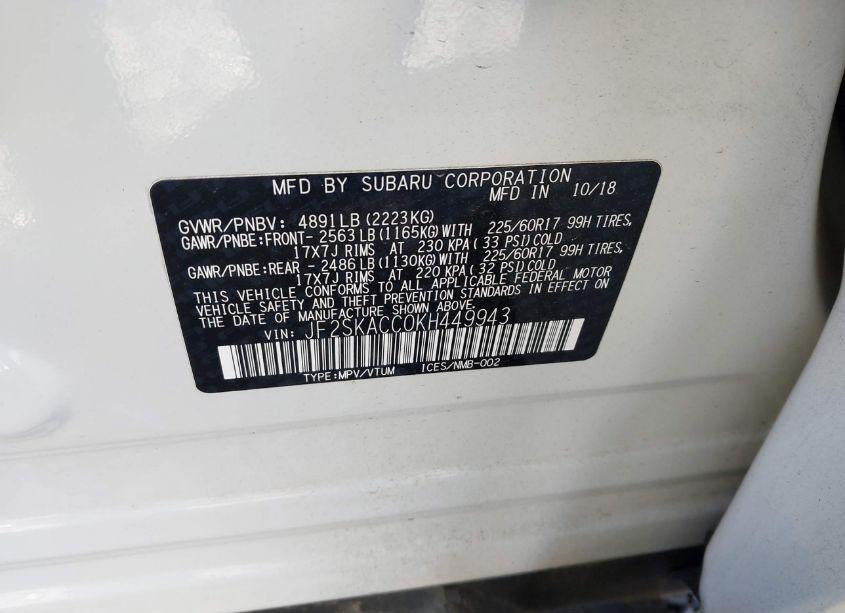 MFD BY SUBARU CORPORATION
MFD IN 10/18
GVWR/PNBV: 4891LB(2223KG)
GAWR/PNBE:FRONT- 2563LB(1165KG)WITH 225/60R17 99H TIRES,
17X7J RIMS AT 230 KPA( 33 PSI)COLD
GAWR/PNBE:REAR - 2486LB(1130KG)WITH 225/60R17 99H TIRES,
17X7J RIMS AT 220 KPA( 32 PSI)COLD
THIS VEHICLE CONFORMS TO ALL APPLICABLE FEDERAL MOTOR
VEHICLE SAFETY AND THEFT PREVENTION STANDARDS IN EFFECT ON
THE DATE OF MANUFACTURE SHOWN ABOVE.
VIN: JF2SKACC0KH449943
TYPE:MPV/VTUM ICES/NMB-002